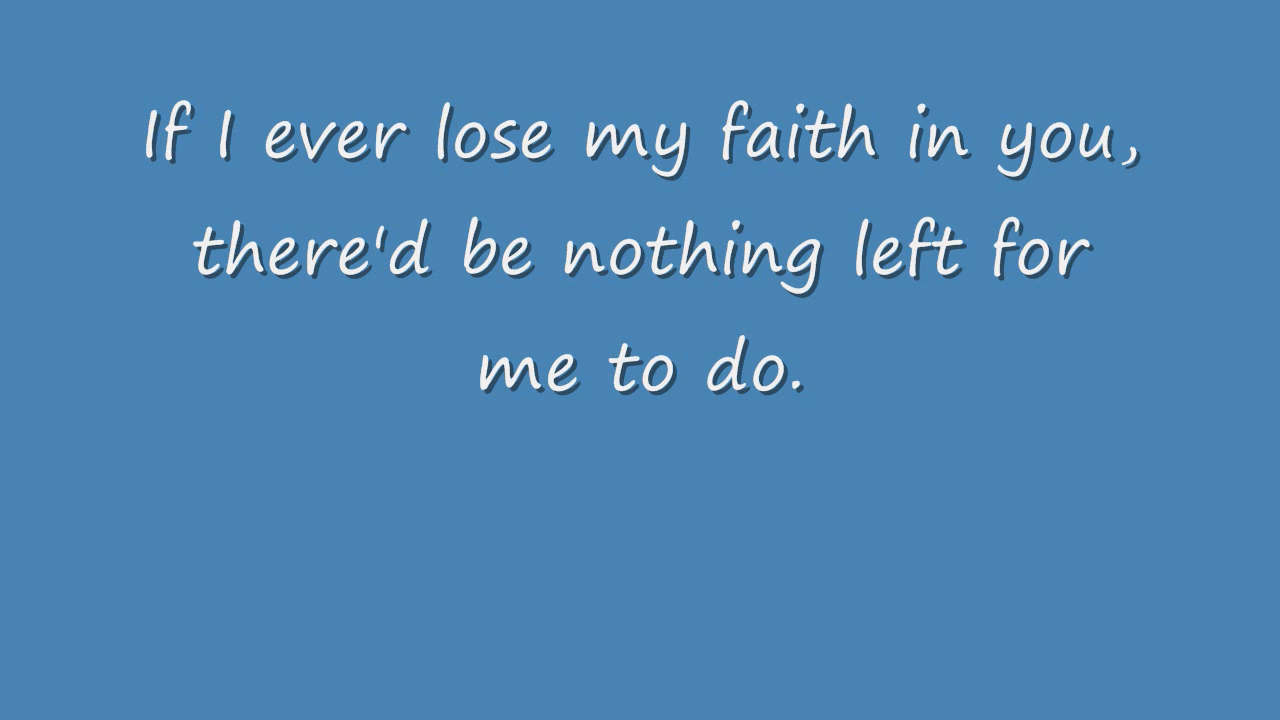 If I ever lose my faith in you,
there'd be nothing left for
me to do.